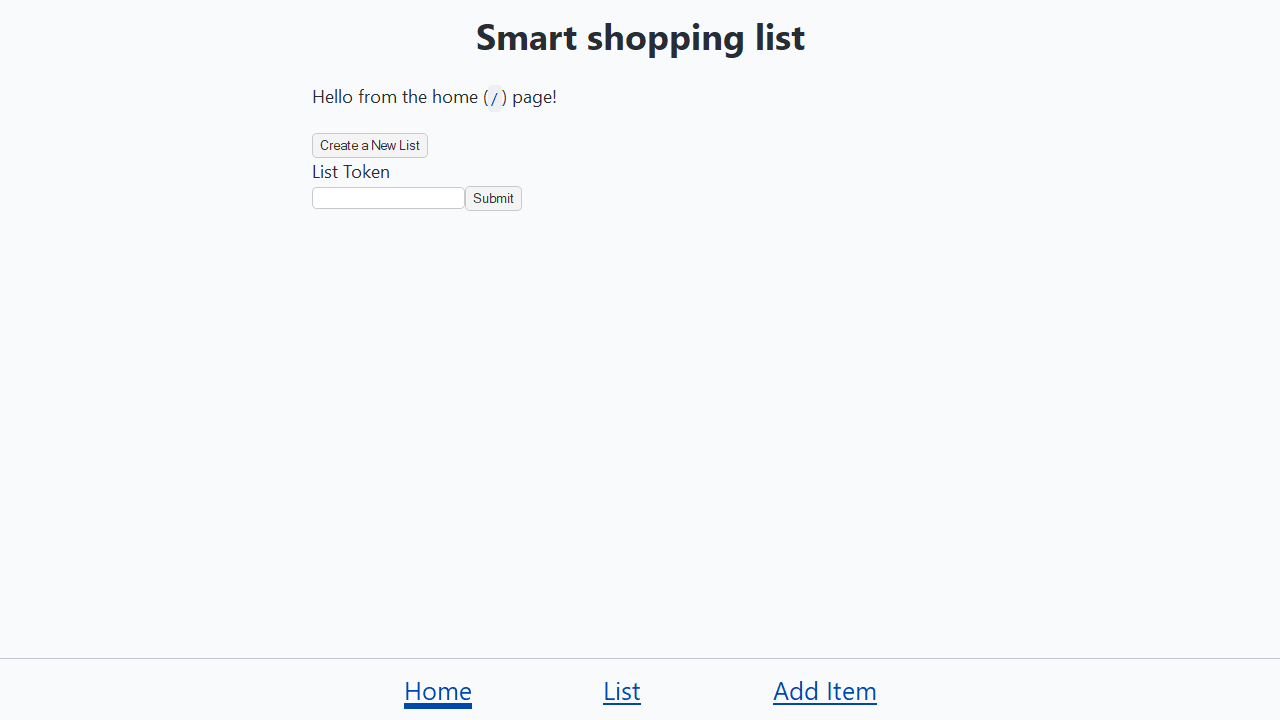 Smart shopping list
Hello from the home (/) page!
Create a New List
List Token
Submit
Home List Add Item